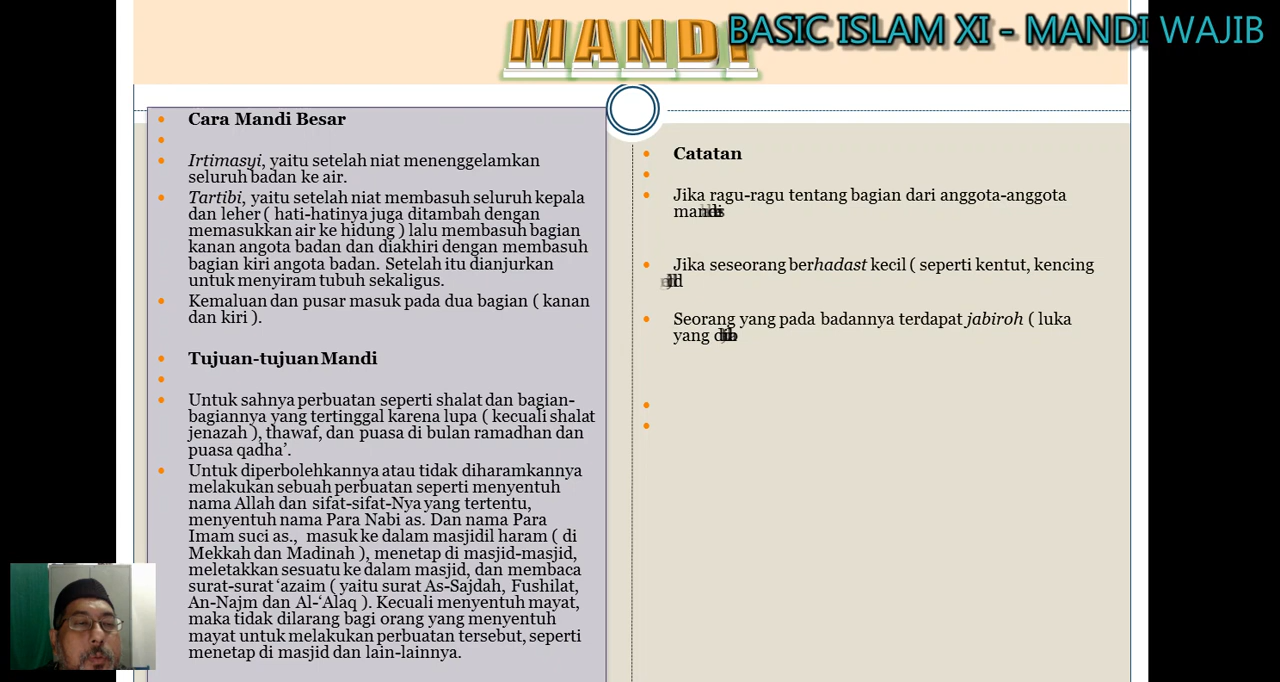 MANDI
BASIC ISLAM XI - MANDI WAJIB
Cara Mandi Besar
Irtimasyi, yaitu setelah niat menenggelamkan
seluruh badan ke air.
Tartibi, yaitu setelah niat membasuh seluruh kepala
dan leher ( hati-hatinya juga ditambah dengan
memasukkan air ke hidung ) lalu membasuh bagian
kanan angota badan dan diakhiri dengan membasuh
bagian kiri angota badan. Setelah itu dianjurkan
untuk menyiram tubuh sekaligus.
Kemaluan dan pusar masuk pada dua bagian ( kanan
dan kiri ).
Tujuan-tujuan Mandi
Untuk sahnya perbuatan seperti shalat dan bagian-
bagiannya yang tertinggal karena lupa ( kecuali shalat
jenazah ), thawaf, dan puasa di bulan ramadhan dan
puasa qadha’.
Untuk diperbolehkannya atau tidak diharamkannya
melakukan sebuah perbuatan seperti menyentuh
nama Allah dan sifat-sifat-Nya yang tertentu,
menyentuh nama Para Nabi as. Dan nama Para
Imam suci as., masuk ke dalam masjidil haram ( di
Mekkah dan Madinah ), menetap di masjid-masjid,
meletakkan sesuatu ke dalam masjid, dan membaca
surat-surat ‘azaim ( yaitu surat As-Sajdah, Fushilat,
An-Najm dan Al-‘Alaq ). Kecuali menyentuh mayat,
maka tidak dilarang bagi orang yang menyentuh
mayat untuk melakukan perbuatan tersebut, seperti
menetap di masjid dan lain-lainnya.
Catatan
Jika ragu-ragu tentang bagian dari anggota-anggota
Jika seseorang berhadast kecil ( seperti kentut, kencing
Seorang yang pada badannya terdapat jabiroh ( luka
yang